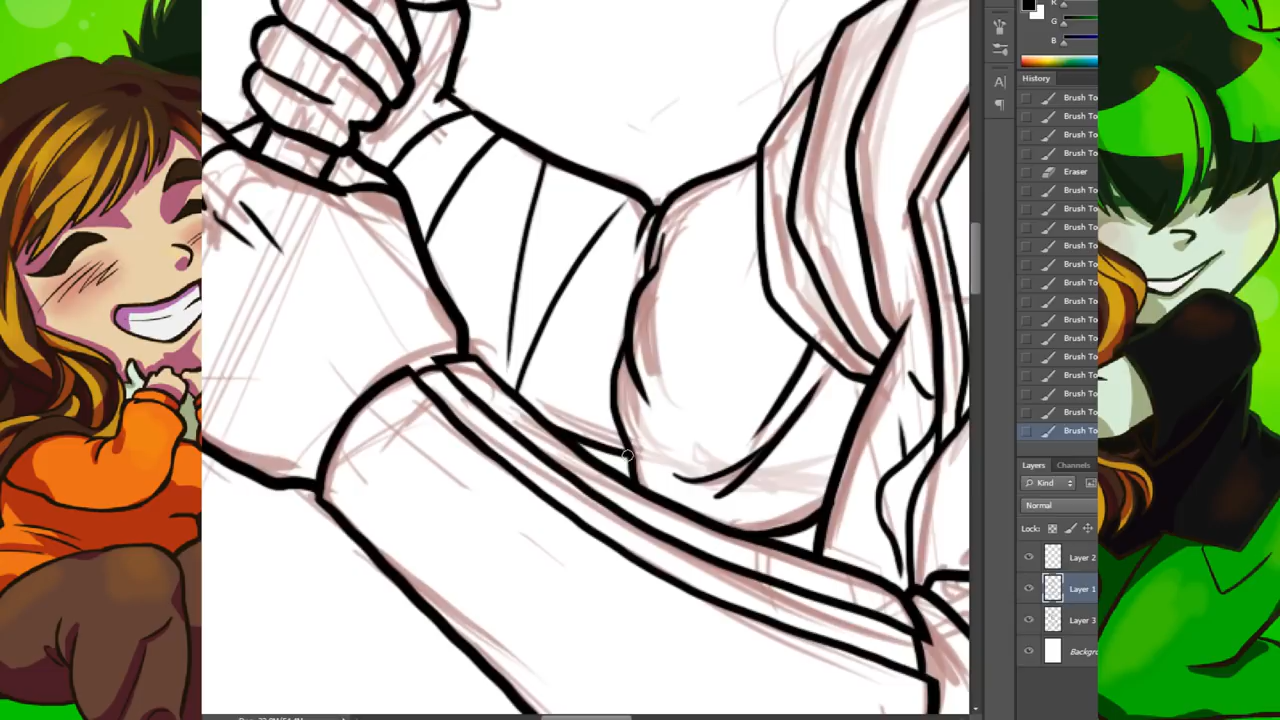 R
G
B
History
Brush To
Brush To
Brush To
Brush To
Eraser
Brush To
Brush To
Brush To
Brush To
Brush To
Brush To
Brush To
Brush To
Brush To
Brush To
Brush To
Brush To
Brush To
Brush To
Layers Channels
Kind
Normal
Lock:
Layer 2
Layer 1
Layer 3
Backgro